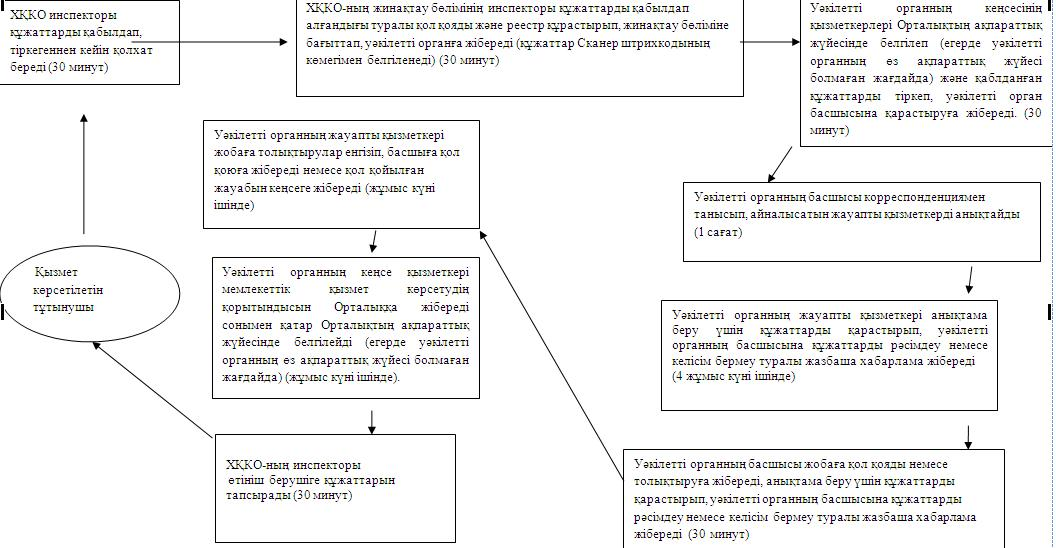 ХҚКО инспекторы
құжаттарды қабылдап,
тіркегеннен кейін қолхат
береді (30 минут)
ХҚКО-ның жинақтау бөлімінің инспекторы құжаттарды қабылдап
алғандығы туралы қол қояды және реестр құрастырып, жинақтау бөліміне
бағыттап, уәкілетті органға жібереді (құжаттар Сканер штрихкодының
көмегімен белгіленеді) (30 минут)
Уәкілетті органның кеңсесінің
қызметкерлері Орталықтың ақпараттық
жүйесінде белгілеп (егерде уәкілетті
органның өз ақпараттық жүйесі
болмаған жағдайда) және қаблданған
құжаттарды тіркеп, уәкілетті орган
басшысына қарастыруға жібереді. (30
минут)
Уәкілетті органның басшысы корреспонденциямен
танысып, айналысатын жауапты қызметкерді анықтайды
(1 сағат)
Уәкілетті органның жауапты қызметкері анықтама
беру үшін құжаттарды қарастырып, уәкілетті
органның басшысына құжаттарды рәсімдеу немесе
келісім бермеу туралы жазбаша хабарлама жібереді
(4 жұмыс күні ішінде)
Уәкілетті органның басшысы жобаға қол қояды немесе
толықтыруға жібереді, анықтама беру үшін құжаттарды
қарастырып, уәкілетті органның басшысына құжаттарды
рәсімдеу немесе келісім бермеу туралы жазбаша хабарлама
жібереді (30 минут)
Уәкілетті органның жауапты қызметкері
жобаға толықтырулар енгізіп, басшыға қол
қоюға жібереді немесе қол қойылған
жауабын кеңсеге жібереді (жұмыс күні
ішінде)
Уәкілетті органның кеңсе қызметкері
мемлекеттік қызмет көрсетудің
қорытындысын Орталыққа жібереді
сонымен қатар Орталықтың ақпараттық
жүйесінде белгілейді (егерде уәкілетті
органның өз ақпараттық жүйесі болмаған
жағдайда) (жұмыс күні ішінде).
ХҚКО-ның инспекторы
өтініш берушіге құжаттарын
тапсырады (30 минут)
Қызмет
көрсетілетін
тұтынушы